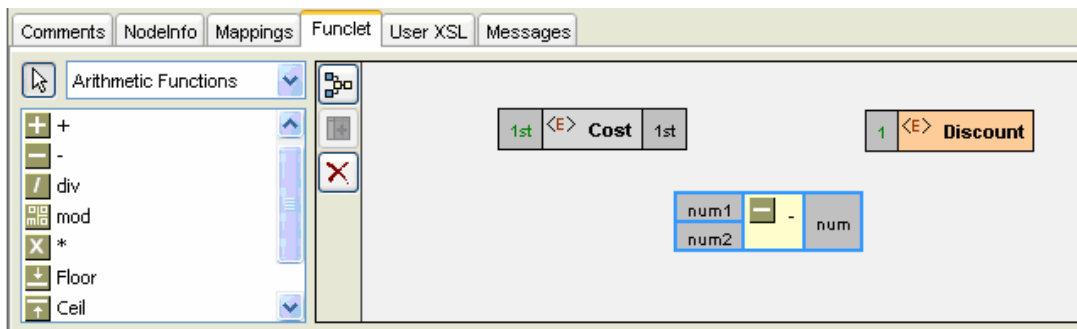 Comments NodeInfo Mappings Funclet User XSL Messages
Arithmetic Functions
+
-
div
mod
*
Floor
Ceil
1st <E> Cost 1st
1 <E> Discount
num1 - num
num2